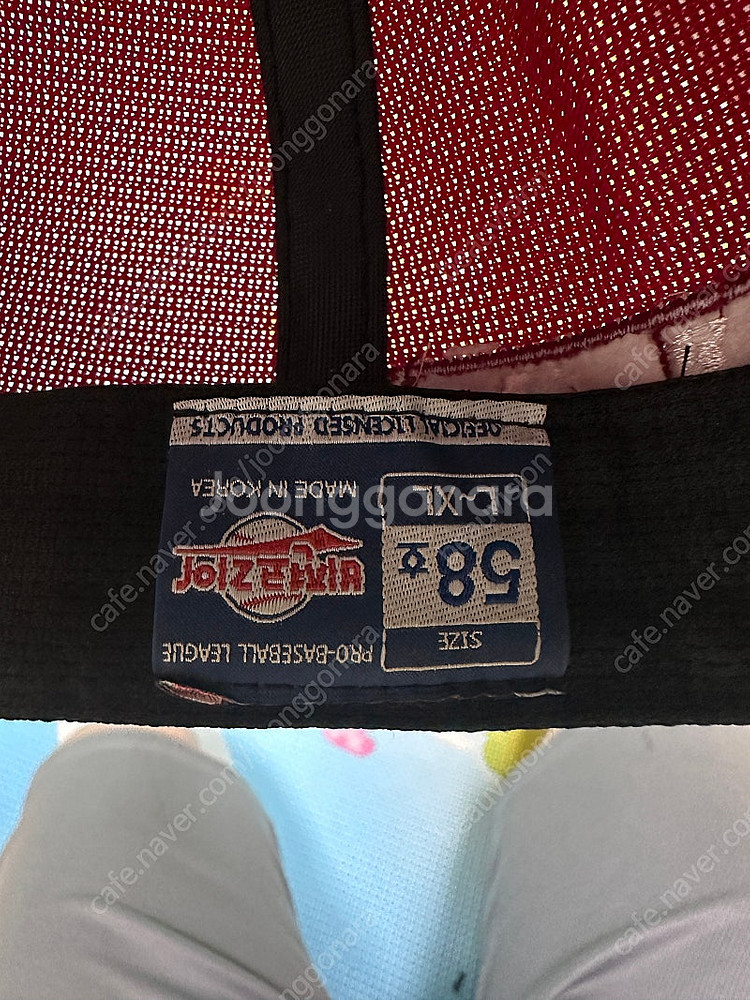 PRO-BASEBALL LEAGUE
MADE IN KOREA
SIZE
58호
L-XL
OFFICIAL LICENSED PRODUCTS
cafe.naver.com/joonggonara